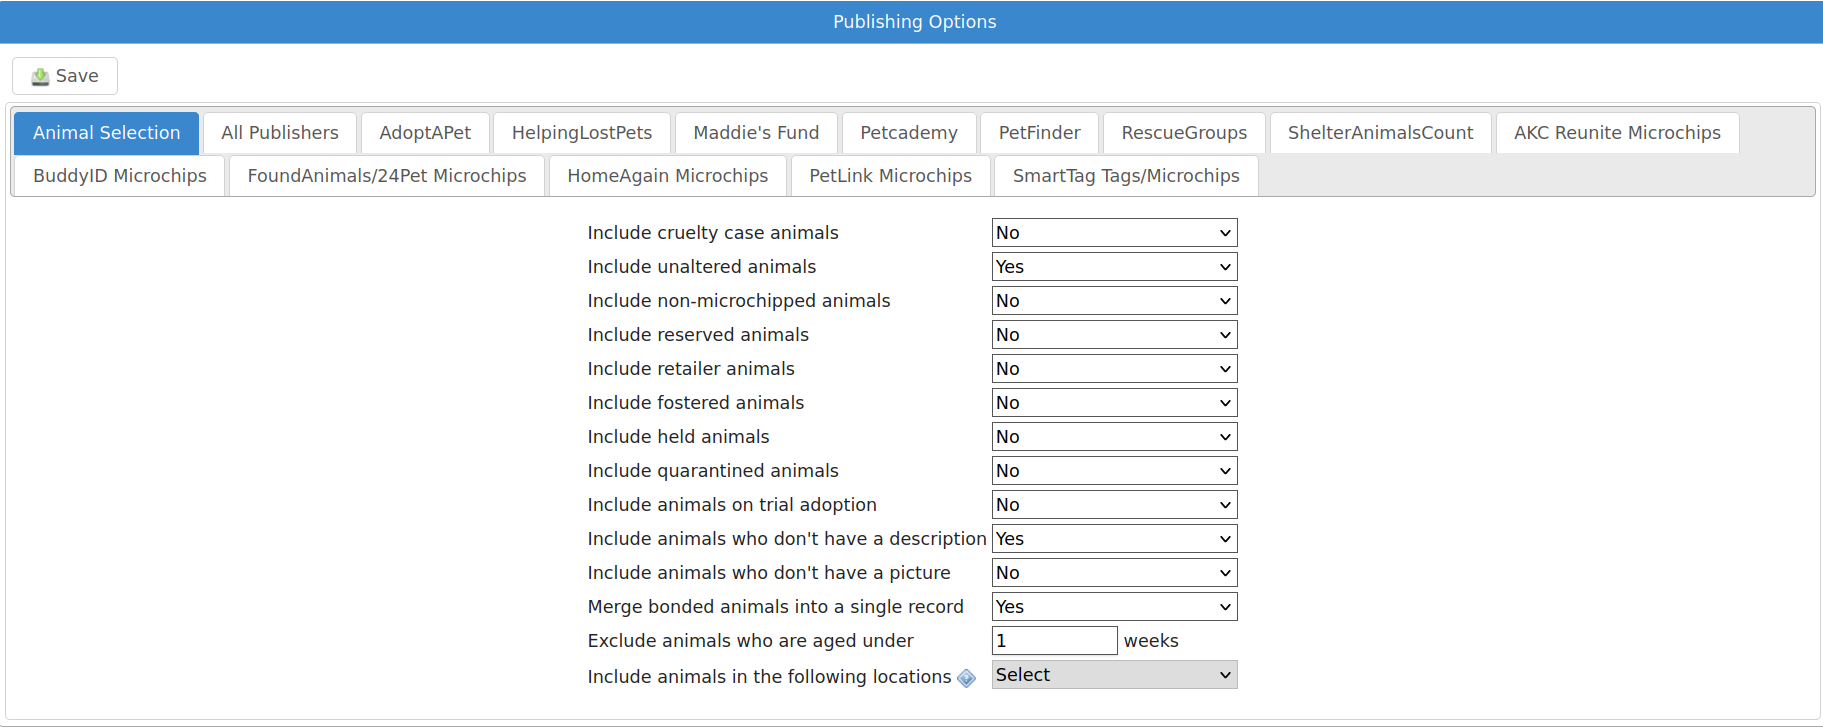 Publishing Options
Save
Animal Selection All Publishers AdoptAPet HelpingLostPets Maddie's Fund Petcademy PetFinder RescueGroups ShelterAnimalsCount AKC Reunite Microchips
BuddyID Microchips FoundAnimals/24Pet Microchips HomeAgain Microchips PetLink Microchips SmartTag Tags/Microchips
Include cruelty case animals No
Include unaltered animals Yes
Include non-microchipped animals No
Include reserved animals No
Include retailer animals No
Include fostered animals No
Include held animals No
Include quarantined animals No
Include animals on trial adoption No
Include animals who don't have a description Yes
Include animals who don't have a picture No
Merge bonded animals into a single record Yes
Exclude animals who are aged under 1 weeks
Include animals in the following locations Select